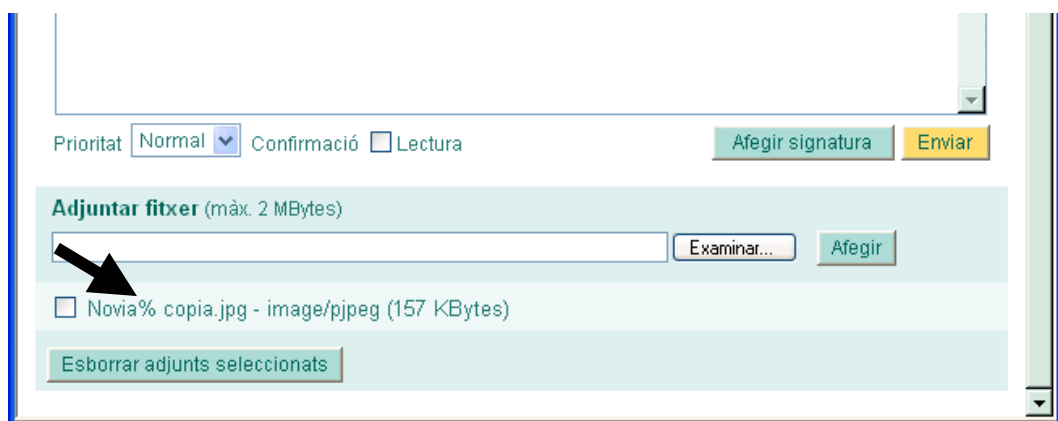 Prioritat Normal Confirmació Lectura Afegir signatura Enviar
Adjuntar fitxer (màx. 2 MBytes)
Examinar... Afegir
Novia% copia.jpg - image/pjpeg (157 KBytes)
Esborrar adjunts seleccionats